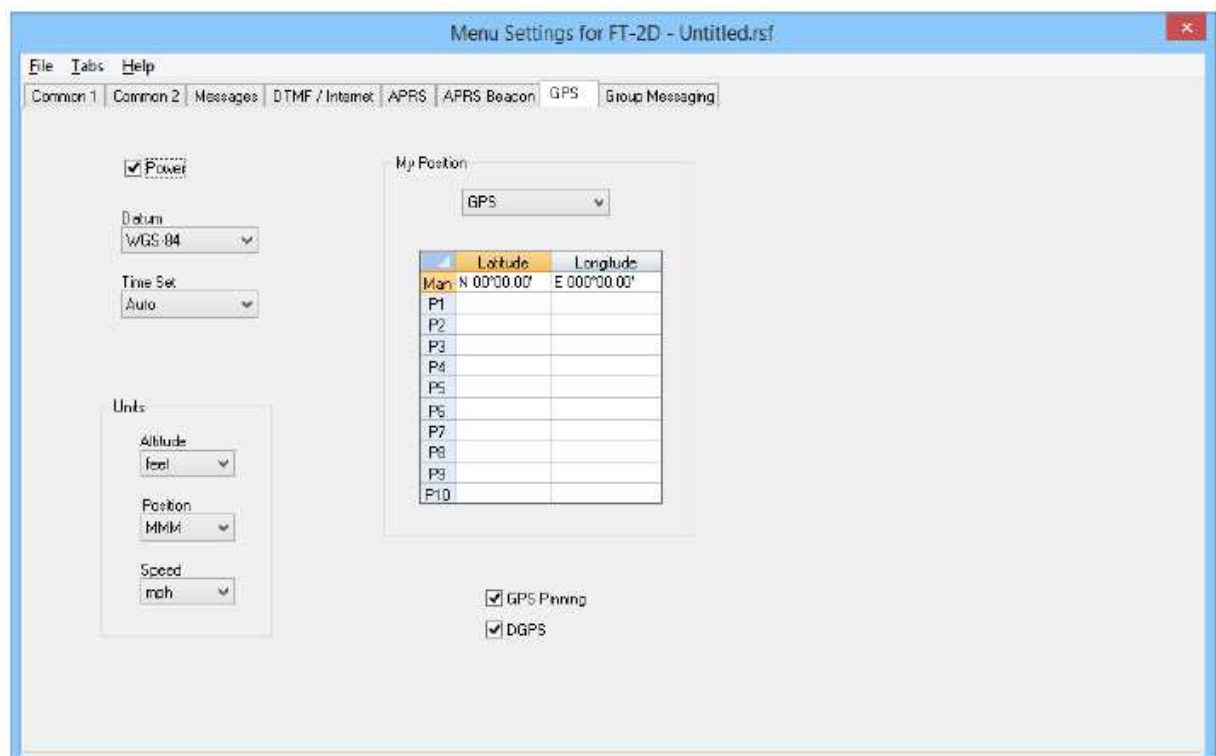 Menu Settings for FT-2D - Untitled.rsf
x
File Tabs Help
Common 1 Common 2 Messages DTMF / Internet APRS APRS Beacon GPS Group Messaging
Power
Datum
WGS-84
Time Set
Auto
Units
Altitude
feet
Position
MMM
Speed
mph
My Position
GPS
Latitude Longitude
Man N 00°00.00' E 000°00.00'
P1
P2
P3
P4
P5
P6
P7
P8
P9
P10
GPS Pinning
DGPS